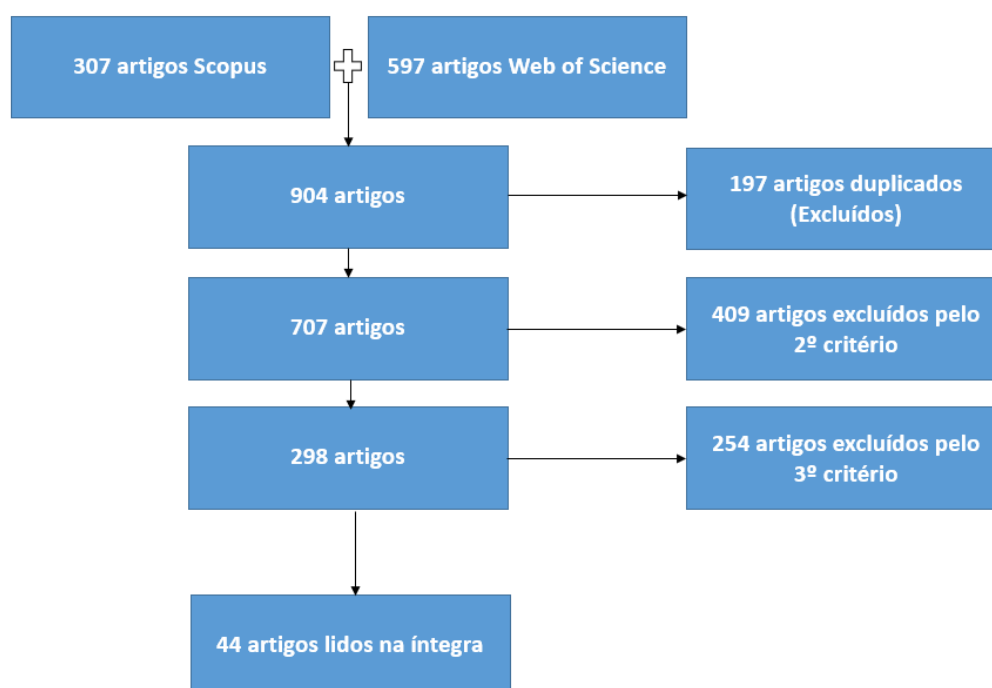 307 artigos Scopus
597 artigos Web of Science
904 artigos
197 artigos duplicados
(Excluídos)
707 artigos
409 artigos excluídos pelo
2º critério
298 artigos
254 artigos excluídos pelo
3º critério
44 artigos lidos na íntegra